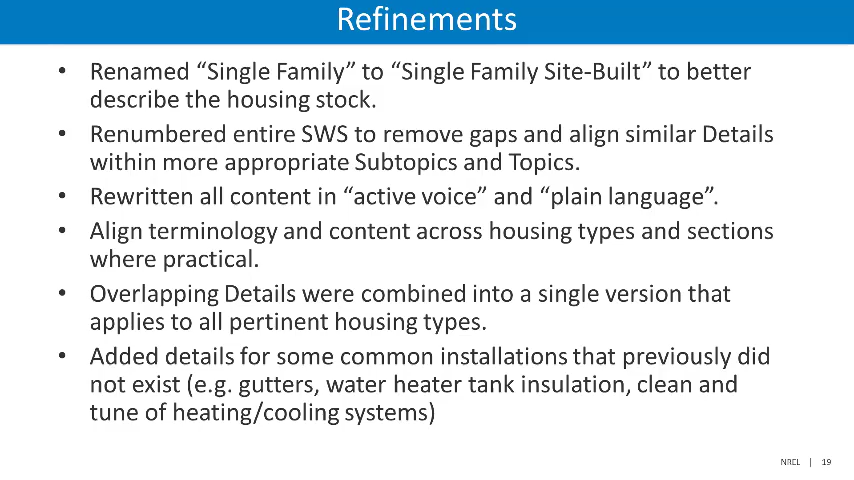 Refinements
• Renamed “Single Family” to “Single Family Site-Built” to better
describe the housing stock.
• Renumbered entire SWS to remove gaps and align similar Details
within more appropriate Subtopics and Topics.
• Rewritten all content in “active voice” and “plain language”.
• Align terminology and content across housing types and sections
where practical.
• Overlapping Details were combined into a single version that
applies to all pertinent housing types.
• Added details for some common installations that previously did
not exist (e.g. gutters, water heater tank insulation, clean and
tune of heating/cooling systems)
NREL | 19